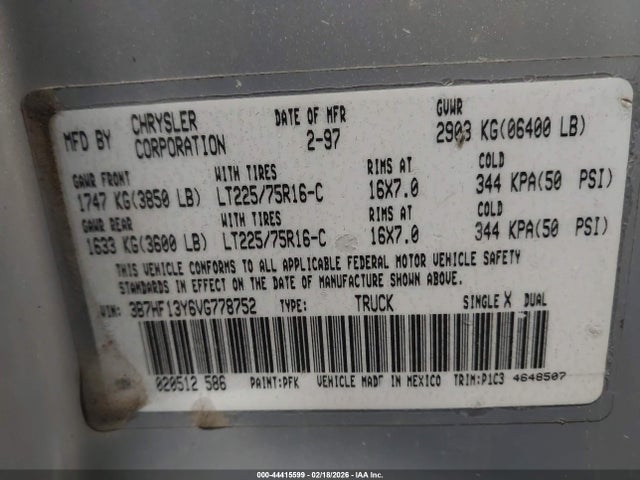 MFD BY CHRYSLER CORPORATION DATE OF MFR 2-97 GVWR 2903 KG(06400 LB)
GAWR FRONT WITH TIRES RIMS AT COLD
1747 KG(3850 LB) LT225/75R16-C 16X7.0 344 KPA(50 PSI)
GAWR REAR WITH TIRES RIMS AT COLD
1633 KG(3600 LB) LT225/75R16-C 16X7.0 344 KPA(50 PSI)
THIS VEHICLE CONFORMS TO ALL APPLICABLE FEDERAL MOTOR VEHICLE SAFETY
STANDARDS IN EFFECT ON THE DATE OF MANUFACTURE SHOWN ABOVE.
VIN: 3B7HF13Y6VG778752 TYPE: TRUCK SINGLE X DUAL
020512 586 PAINT:PFK VEHICLE MADE IN MEXICO TRIM:P1C3 4648507
000-44415599 | 02/18/2026 - IAA Inc.